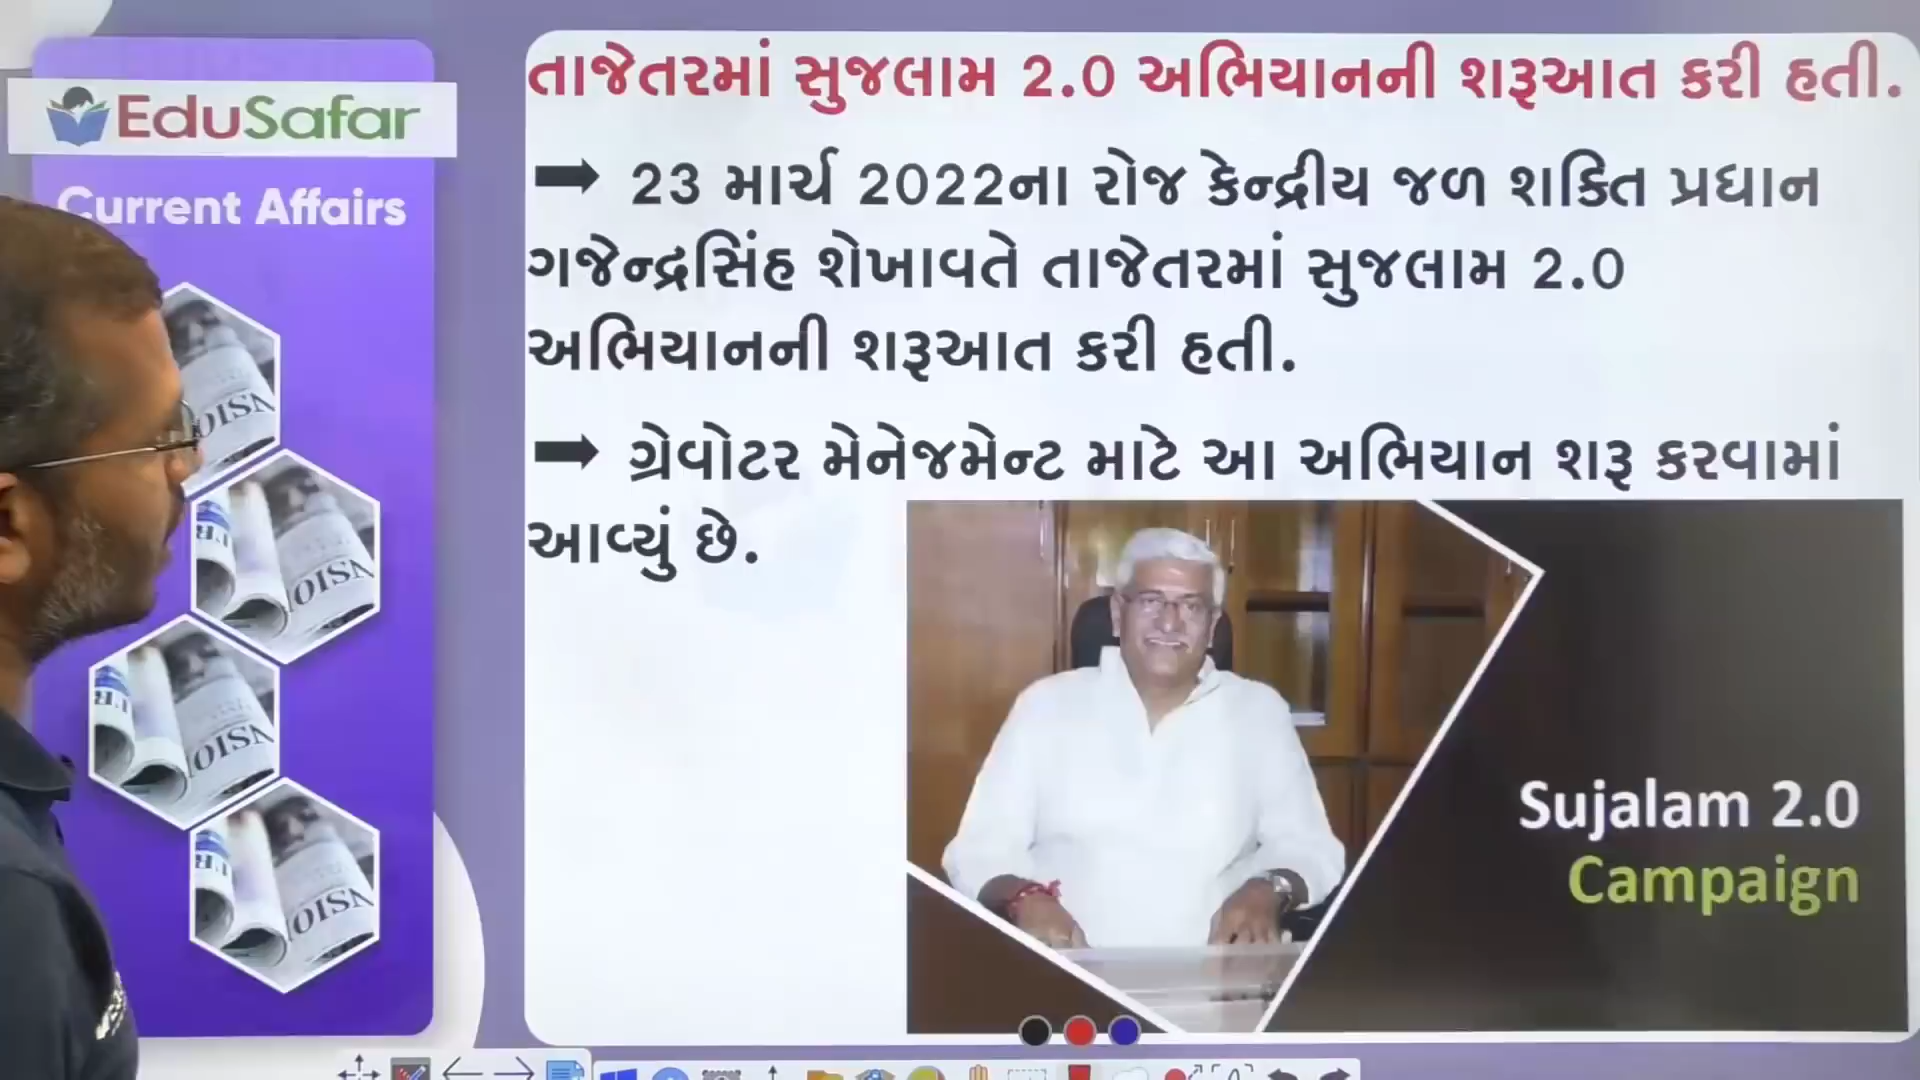 EduSafar
Current Affairs
તાજેતરમાં સુજલામ 2.0 અભિયાનની શરૂઆત કરી હતી.
➡ 23 માર્ચ 2022ના રોજ કેન્દ્રીય જળ શક્તિ પ્રધાન
ગજેન્દ્રસિંહ શેખાવતે તાજેતરમાં સુજલામ 2.0
અભિયાનની શરૂઆત કરી હતી.
➡ ગ્રેવોટર મેનેજમેન્ટ માટે આ અભિયાન શરૂ કરવામાં
આવ્યું છે.
Sujalam 2.0
Campaign